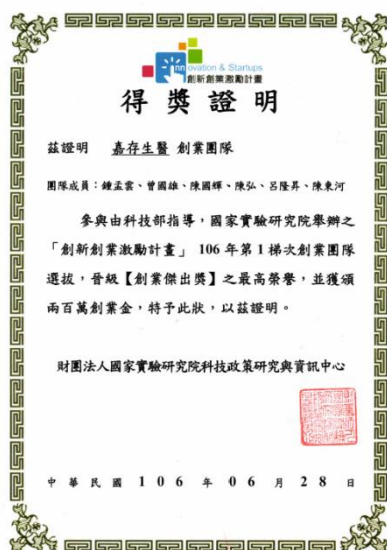 Innovation & Startups
創新創業激勵計畫
得獎證明
茲證明 嘉存生醫 創業團隊
團隊成員：鍾孟雲、曾國雄、陳國輝、陳弘、呂隆昇、陳東河
參與由科技部指導，國家實驗研究院舉辦之
「創新創業激勵計畫」106年第1梯次創業團隊
選拔，晉級【創業傑出獎】之最高榮譽，並獲頒
兩百萬創業金，特予此狀，以茲證明。
財團法人國家實驗研究院科技政策研究與資訊中心
中華民國 106 年 06 月 28 日